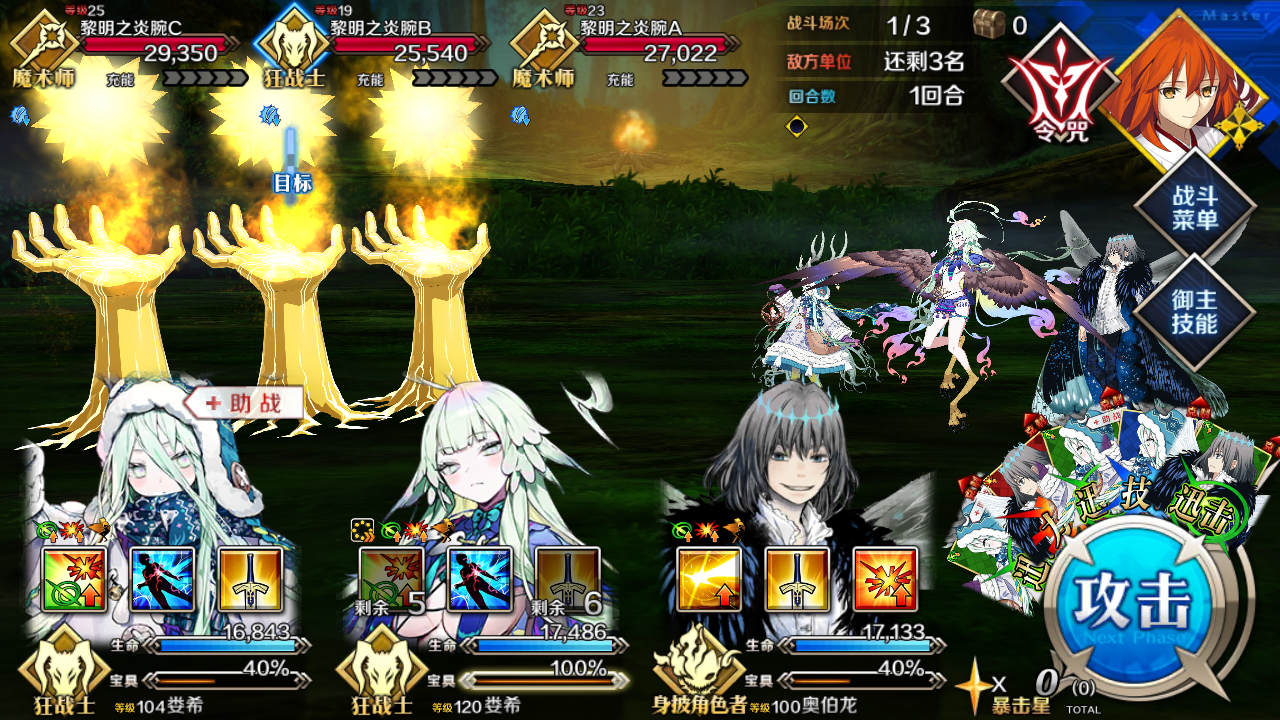 等级25
黎明之炎腕C
29,350
魔术师
充能
等级19
黎明之炎腕B
25,540
狂战士
充能
等级23
黎明之炎腕A
27,022
魔术师
充能
战斗场次
1/3
0
敌方单位
还剩3名
回合数
1回合
Master
令咒
目标
战斗
菜单
御主
技能
+助战
+助战
迅
技
迅击
攻击
Next Phase
剩余 5
剩余 6
生命
16,843
宝具
40%
狂战士
等级104娄希
生命
17,486
宝具
100%
狂战士
等级120娄希
生命
17,133
宝具
40%
身披角色者
等级100奥伯龙
X 0 (0)
暴击星
TOTAL